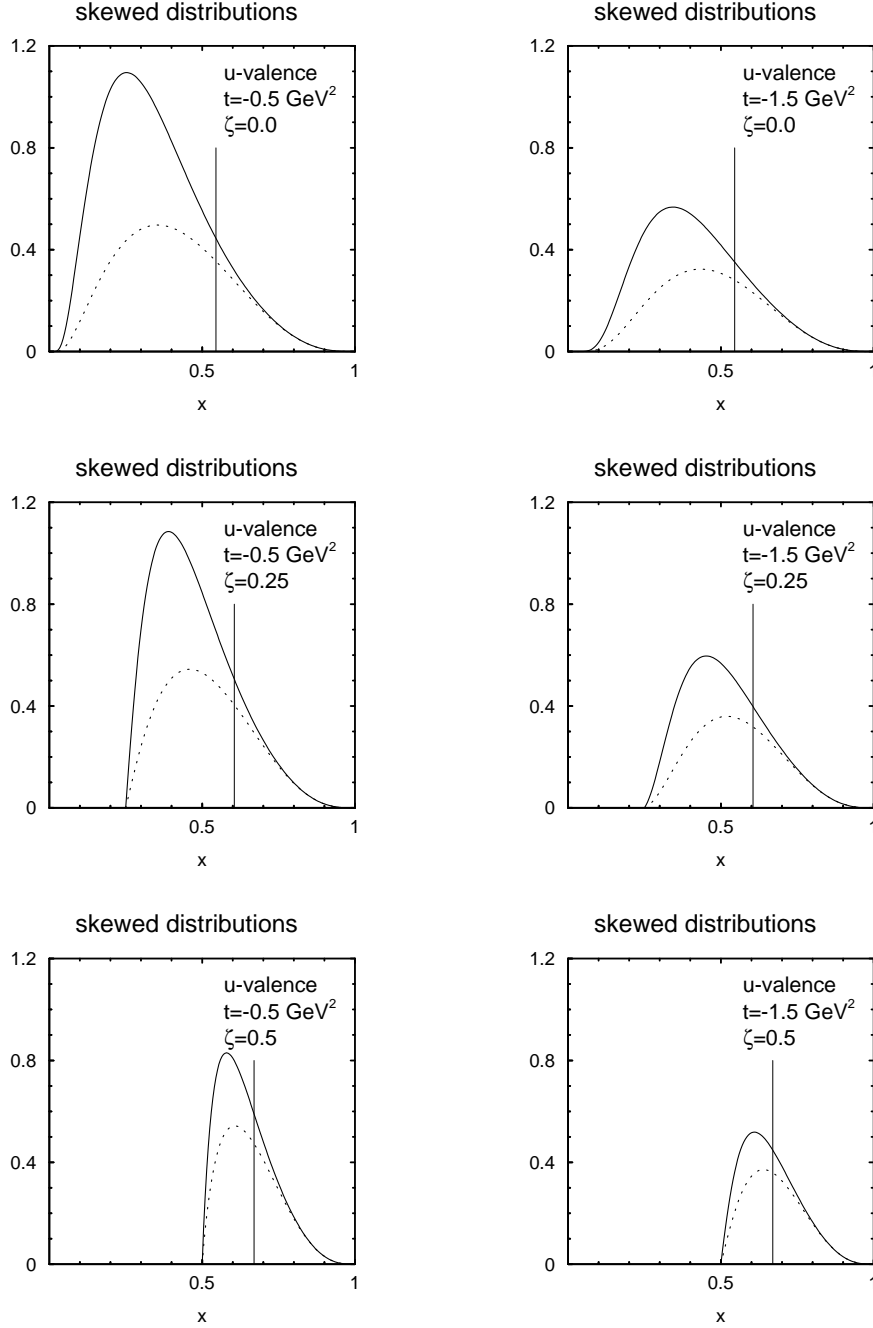 skewed distributions
1.2
0.8
0.4
0
0.5
1
x
u-valence
t=-0.5 GeV²
ζ=0.0
skewed distributions
1.2
0.8
0.4
0
0.5
1
x
u-valence
t=-1.5 GeV²
ζ=0.0
skewed distributions
1.2
0.8
0.4
0
0.5
1
x
u-valence
t=-0.5 GeV²
ζ=0.25
skewed distributions
1.2
0.8
0.4
0
0.5
1
x
u-valence
t=-1.5 GeV²
ζ=0.25
skewed distributions
1.2
0.8
0.4
0
0.5
1
x
u-valence
t=-0.5 GeV²
ζ=0.5
skewed distributions
1.2
0.8
0.4
0
0.5
1
x
u-valence
t=-1.5 GeV²
ζ=0.5